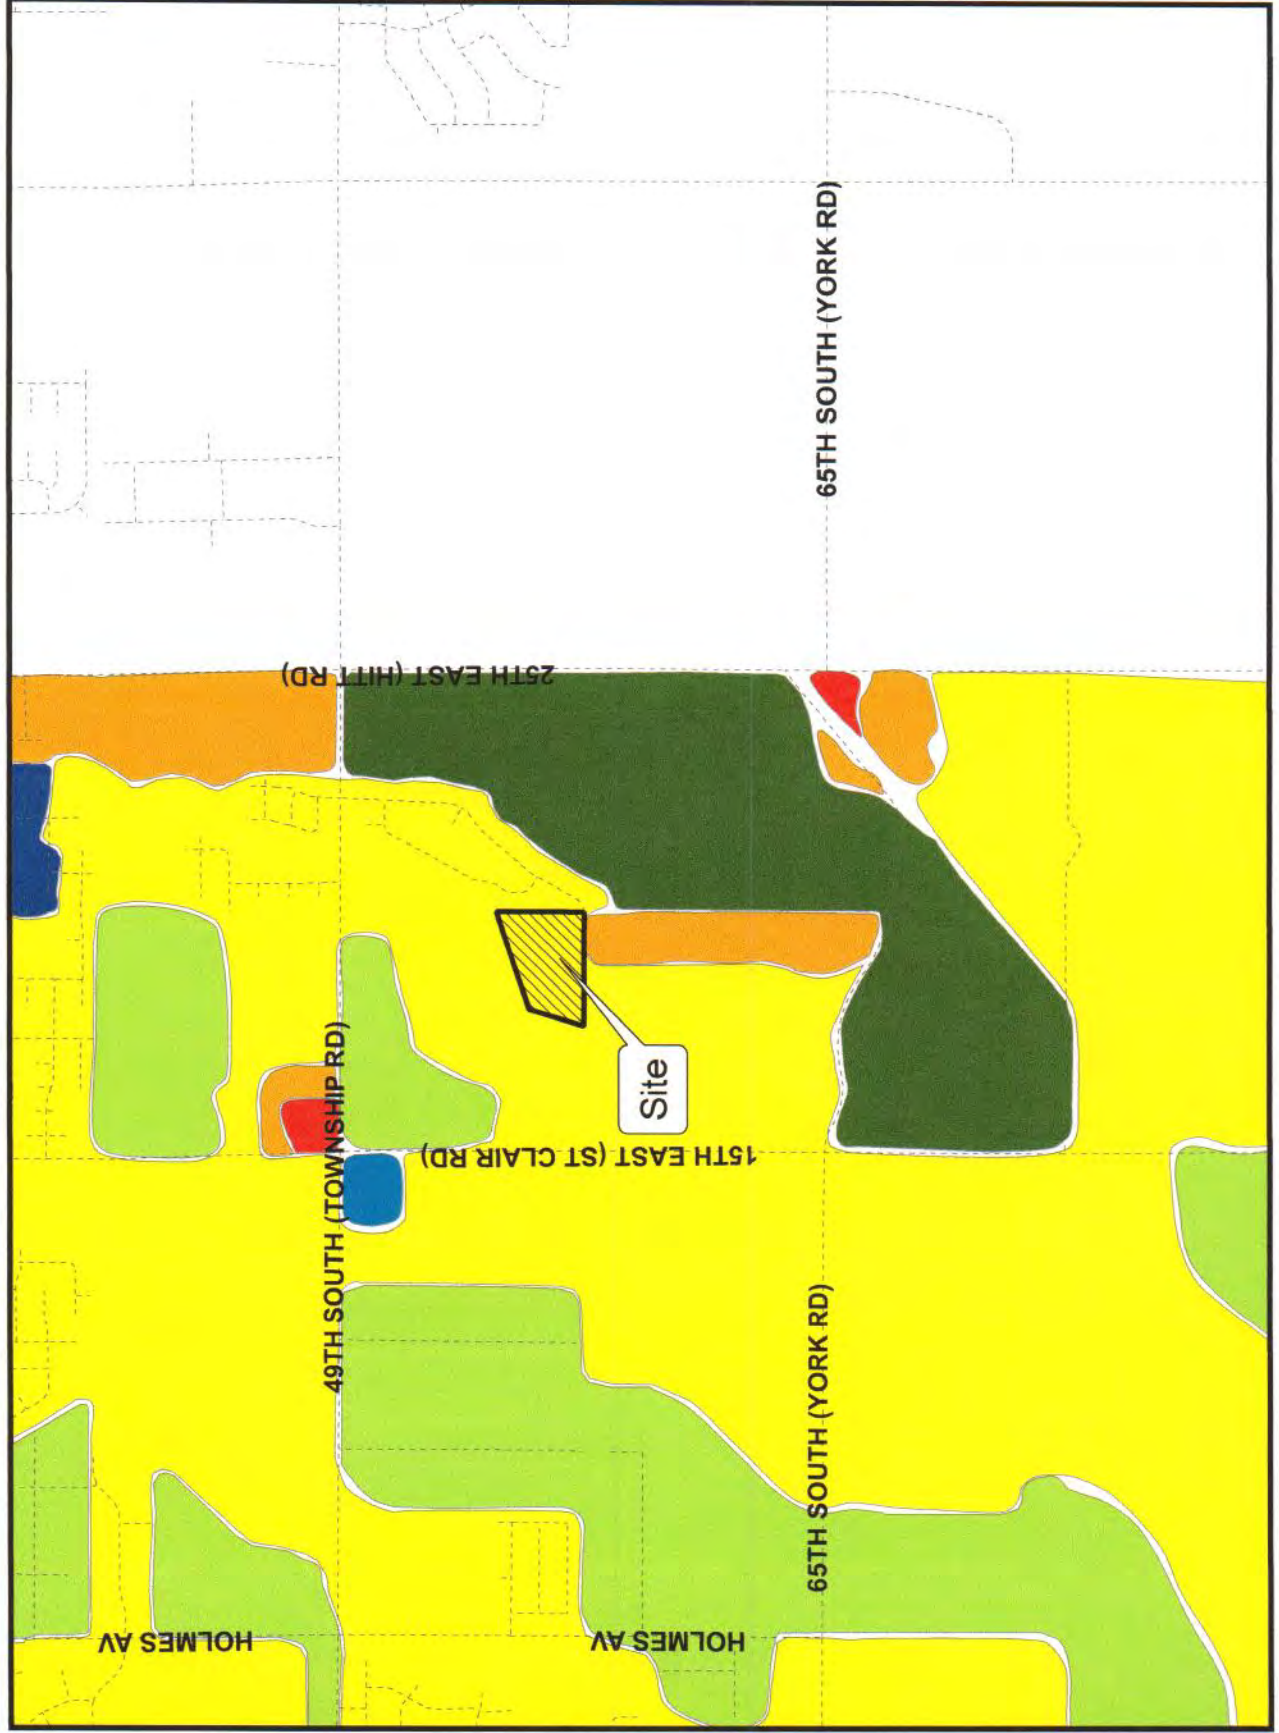 HOLMES AV
HOLMES AV
49TH SOUTH (TOWNSHIP RD)
65TH SOUTH (YORK RD)
15TH EAST (ST CLAIR RD)
Site
25TH EAST (HITT RD)
65TH SOUTH (YORK RD)